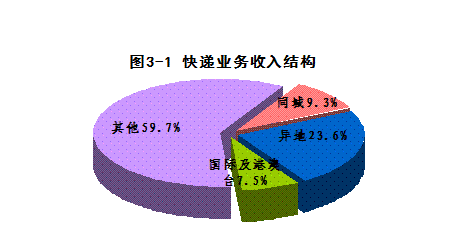 图3-1 快递业务收入结构
同城9.3%
其他59.7%
异地23.6%
国际及港澳
台7.5%